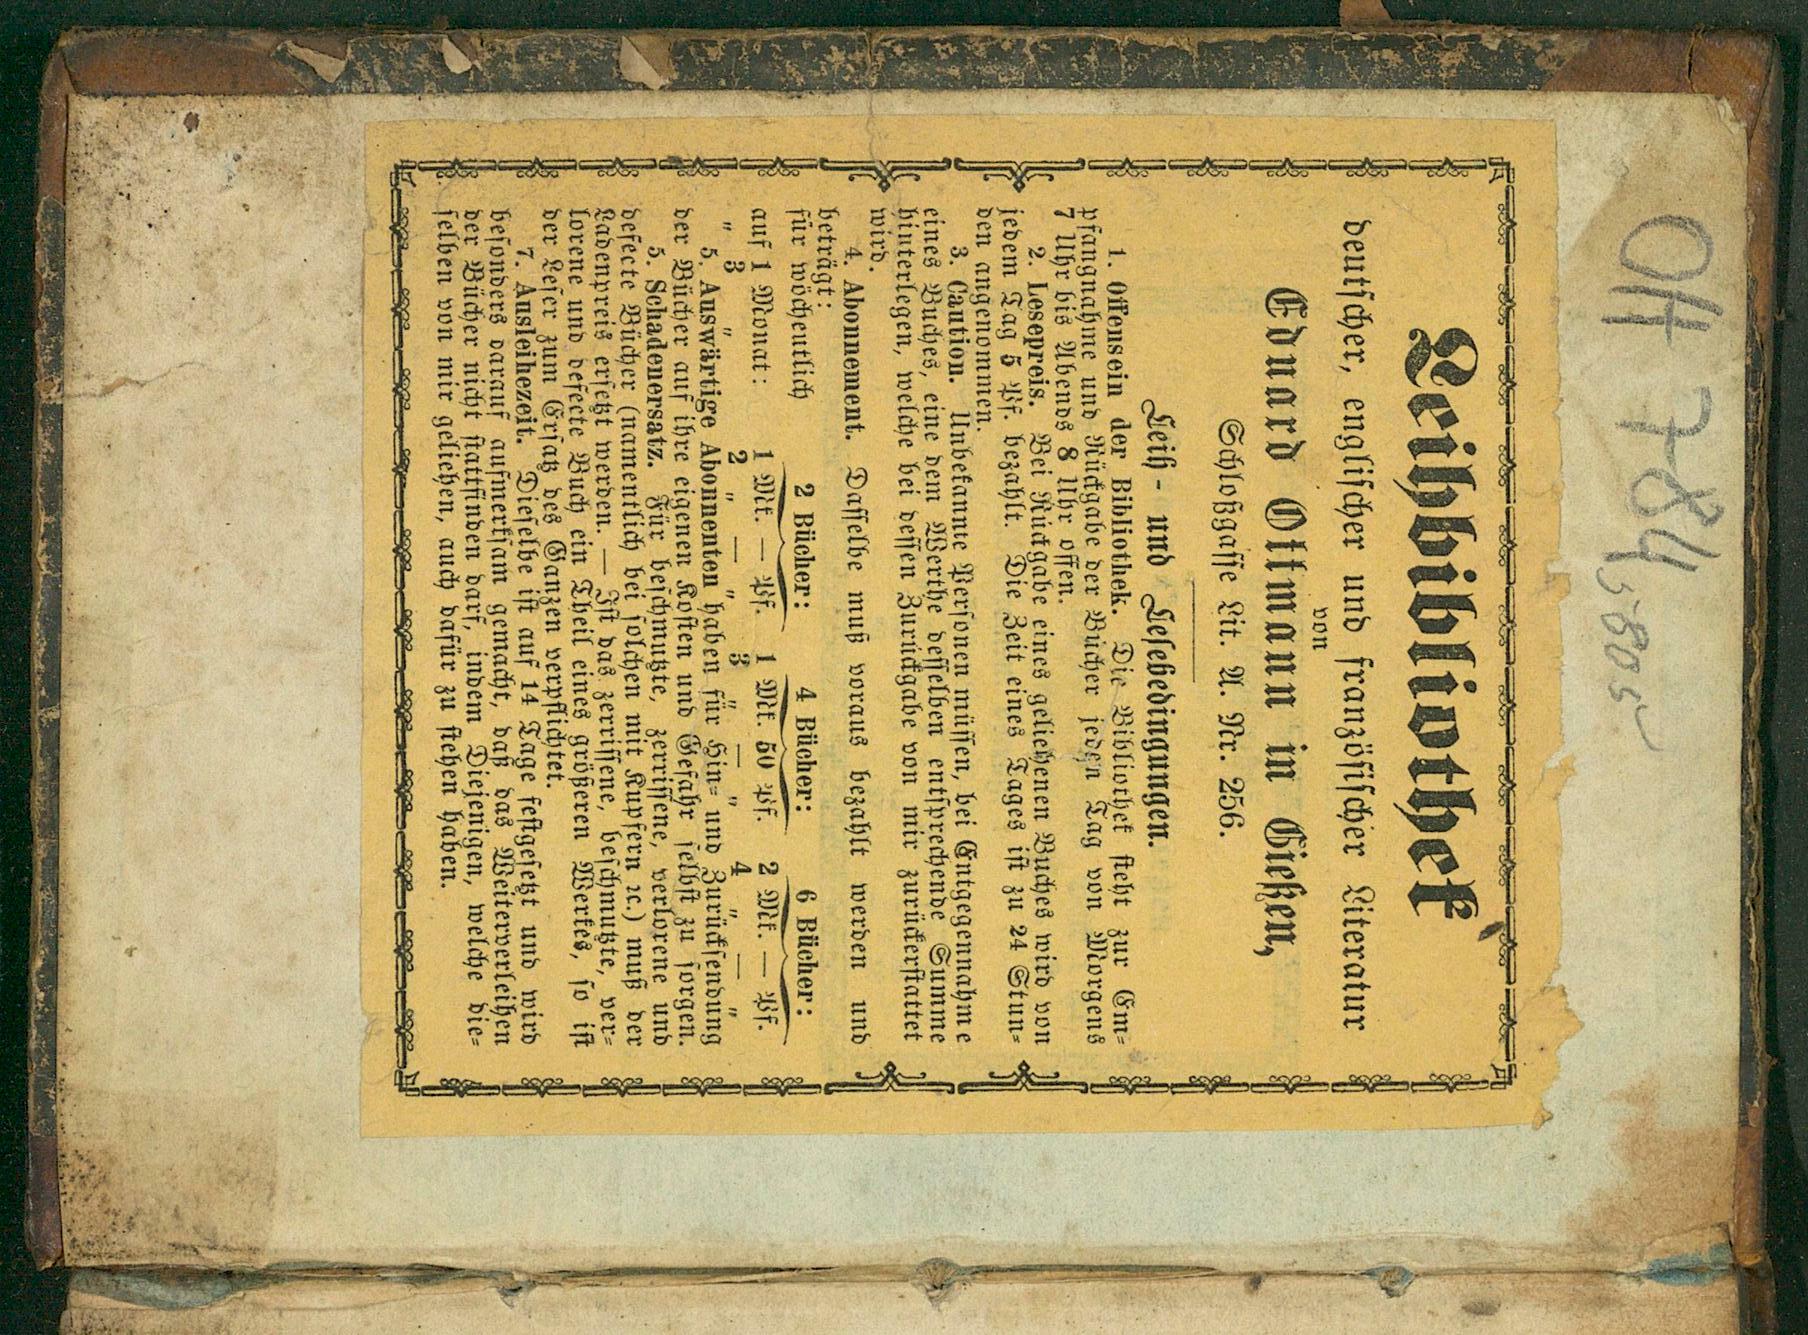 Leihbibliothek
deutscher, englischer und französischer Literatur
von
Eduard Ottmann in Gießen,
Schloßgasse Lit. A. Nr. 256.
Leih- und Lesebedingungen.
1. Offensein der Bibliothek. Die Bibliothek steht zur Em-
pfangnahme und Rückgabe der Bücher jeden Tag von Morgens
7 Uhr bis Abends 8 Uhr offen.
2. Lesepreis. Bei Rückgabe eines geliehenen Buches wird von
jedem Tag 5 Pf. bezahlt. Die Zeit eines Tages ist zu 24 Stun-
den angenommen.
3. Caution. Unbekannte Personen müssen, bei Entgegennahme
eines Buches, eine dem Werthe desselben entsprechende Summe
hinterlegen, welche bei dessen Zurückgabe von mir zurückerstattet
wird.
4. Abonnement. Dasselbe muß voraus bezahlt werden und
beträgt:
für wöchentlich 2 Bücher: 4 Bücher: 6 Bücher:
auf 1 Monat: 1 Mk. — Pf. 1 Mk. 50 Pf. 2 Mk. — Pf.
" 3 " 2 " — " 3 " — " 4 " — "
5. Auswärtige Abonnenten haben für Hin- und Zurücksendung
der Bücher auf ihre eigenen Kosten und Gefahr selbst zu sorgen.
5. Schadenersatz. Für beschmutzte, zerrissene, verlorene und
defecte Bücher (namentlich bei solchen mit Kupfern ꝛc.) muß der
Ladenpreis ersetzt werden. — Ist das zerrissene, beschmutzte, ver-
lorene und defecte Buch ein Theil eines größeren Werkes, so ist
der Leser zum Ersatz des Ganzen verpflichtet.
7. Ausleihezeit. Dieselbe ist auf 14 Tage festgesetzt und wird
besonders darauf aufmerksam gemacht, daß das Weiterverleihen
der Bücher nicht stattfinden darf, indem Diejenigen, welche die-
selben von mir geliehen, auch dafür zu stehen haben.